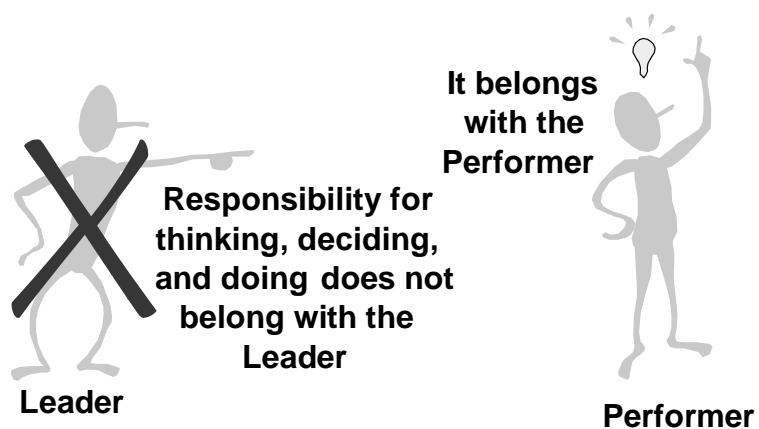 It belongs
with the
Performer
Responsibility for
thinking, deciding,
and doing does not
belong with the
Leader
Leader
Performer